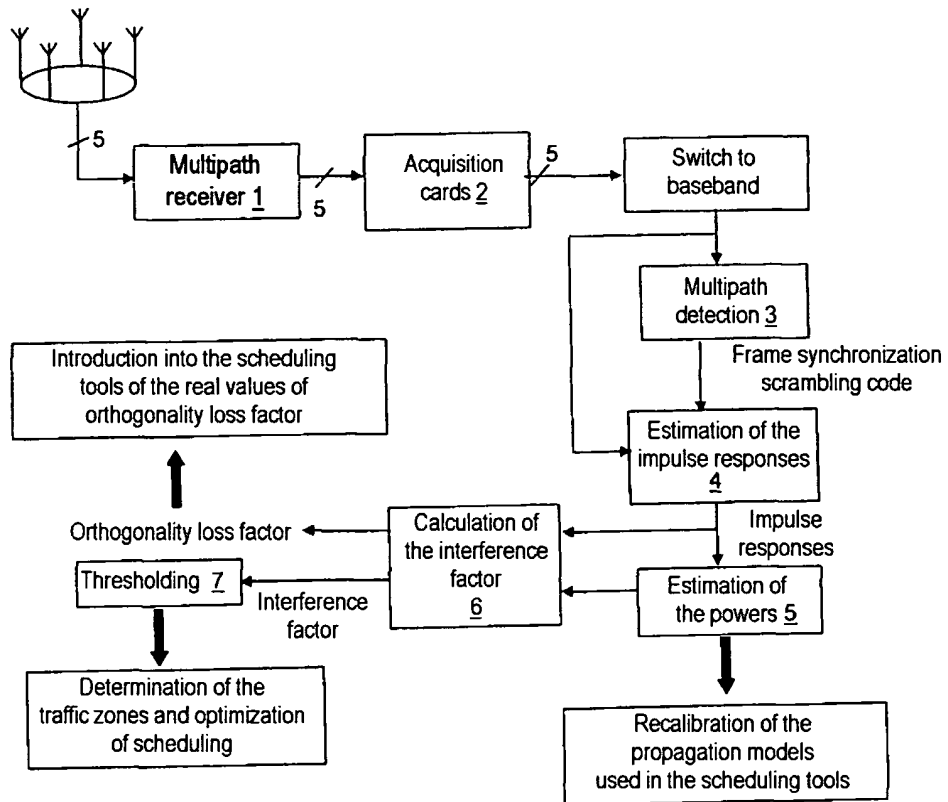 5
Multipath
receiver 1
5
Acquisition
cards 2
5
Switch to
baseband
Multipath
detection 3
Frame synchronization
scrambling code
Introduction into the scheduling
tools of the real values of
orthogonality loss factor
Estimation of the
impulse responses
4
Impulse
responses
Orthogonality loss factor
Calculation of
the interference
factor
6
Thresholding 7
Interference
factor
Estimation of
the powers 5
Determination of the
traffic zones and optimization
of scheduling
Recalibration of the
propagation models
used in the scheduling tools